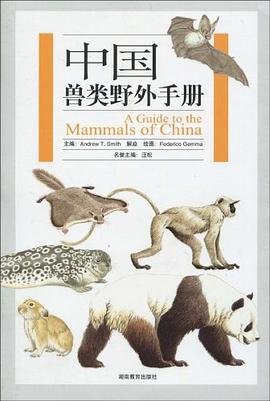 中国
兽类野外手册
A Guide to the
Mammals of China
主编：Andrew T. Smith 解焱 绘图：Federico Gemma
名誉主编：汪松
湖南教育出版社